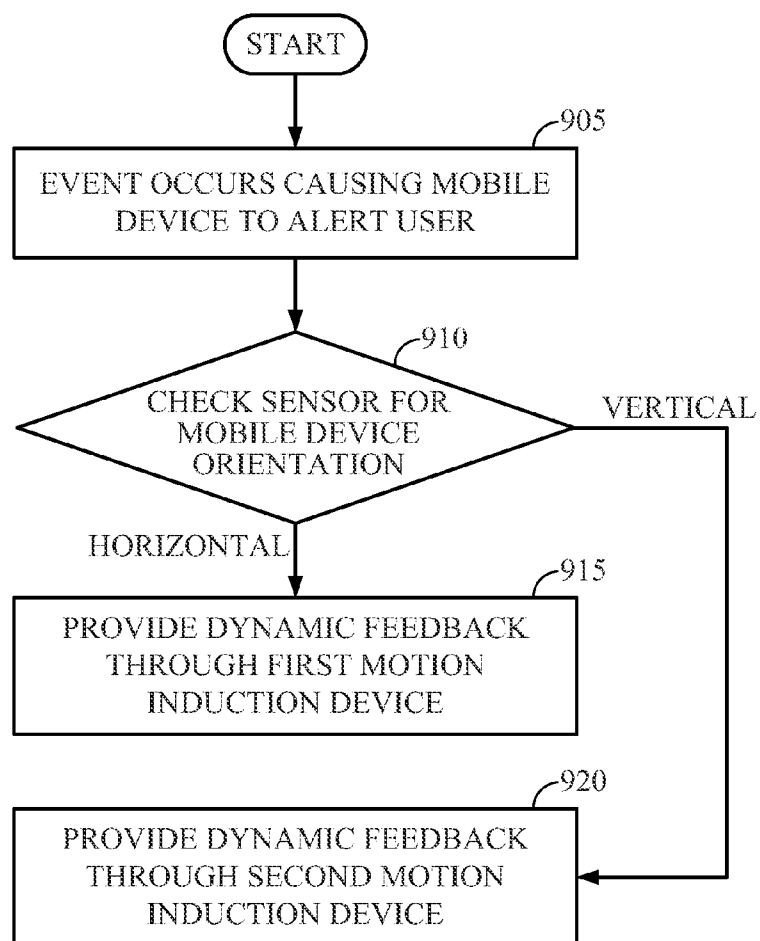 START
905
EVENT OCCURS CAUSING MOBILE
DEVICE TO ALERT USER
910
CHECK SENSOR FOR
MOBILE DEVICE
ORIENTATION
VERTICAL
HORIZONTAL
915
PROVIDE DYNAMIC FEEDBACK
THROUGH FIRST MOTION
INDUCTION DEVICE
920
PROVIDE DYNAMIC FEEDBACK
THROUGH SECOND MOTION
INDUCTION DEVICE